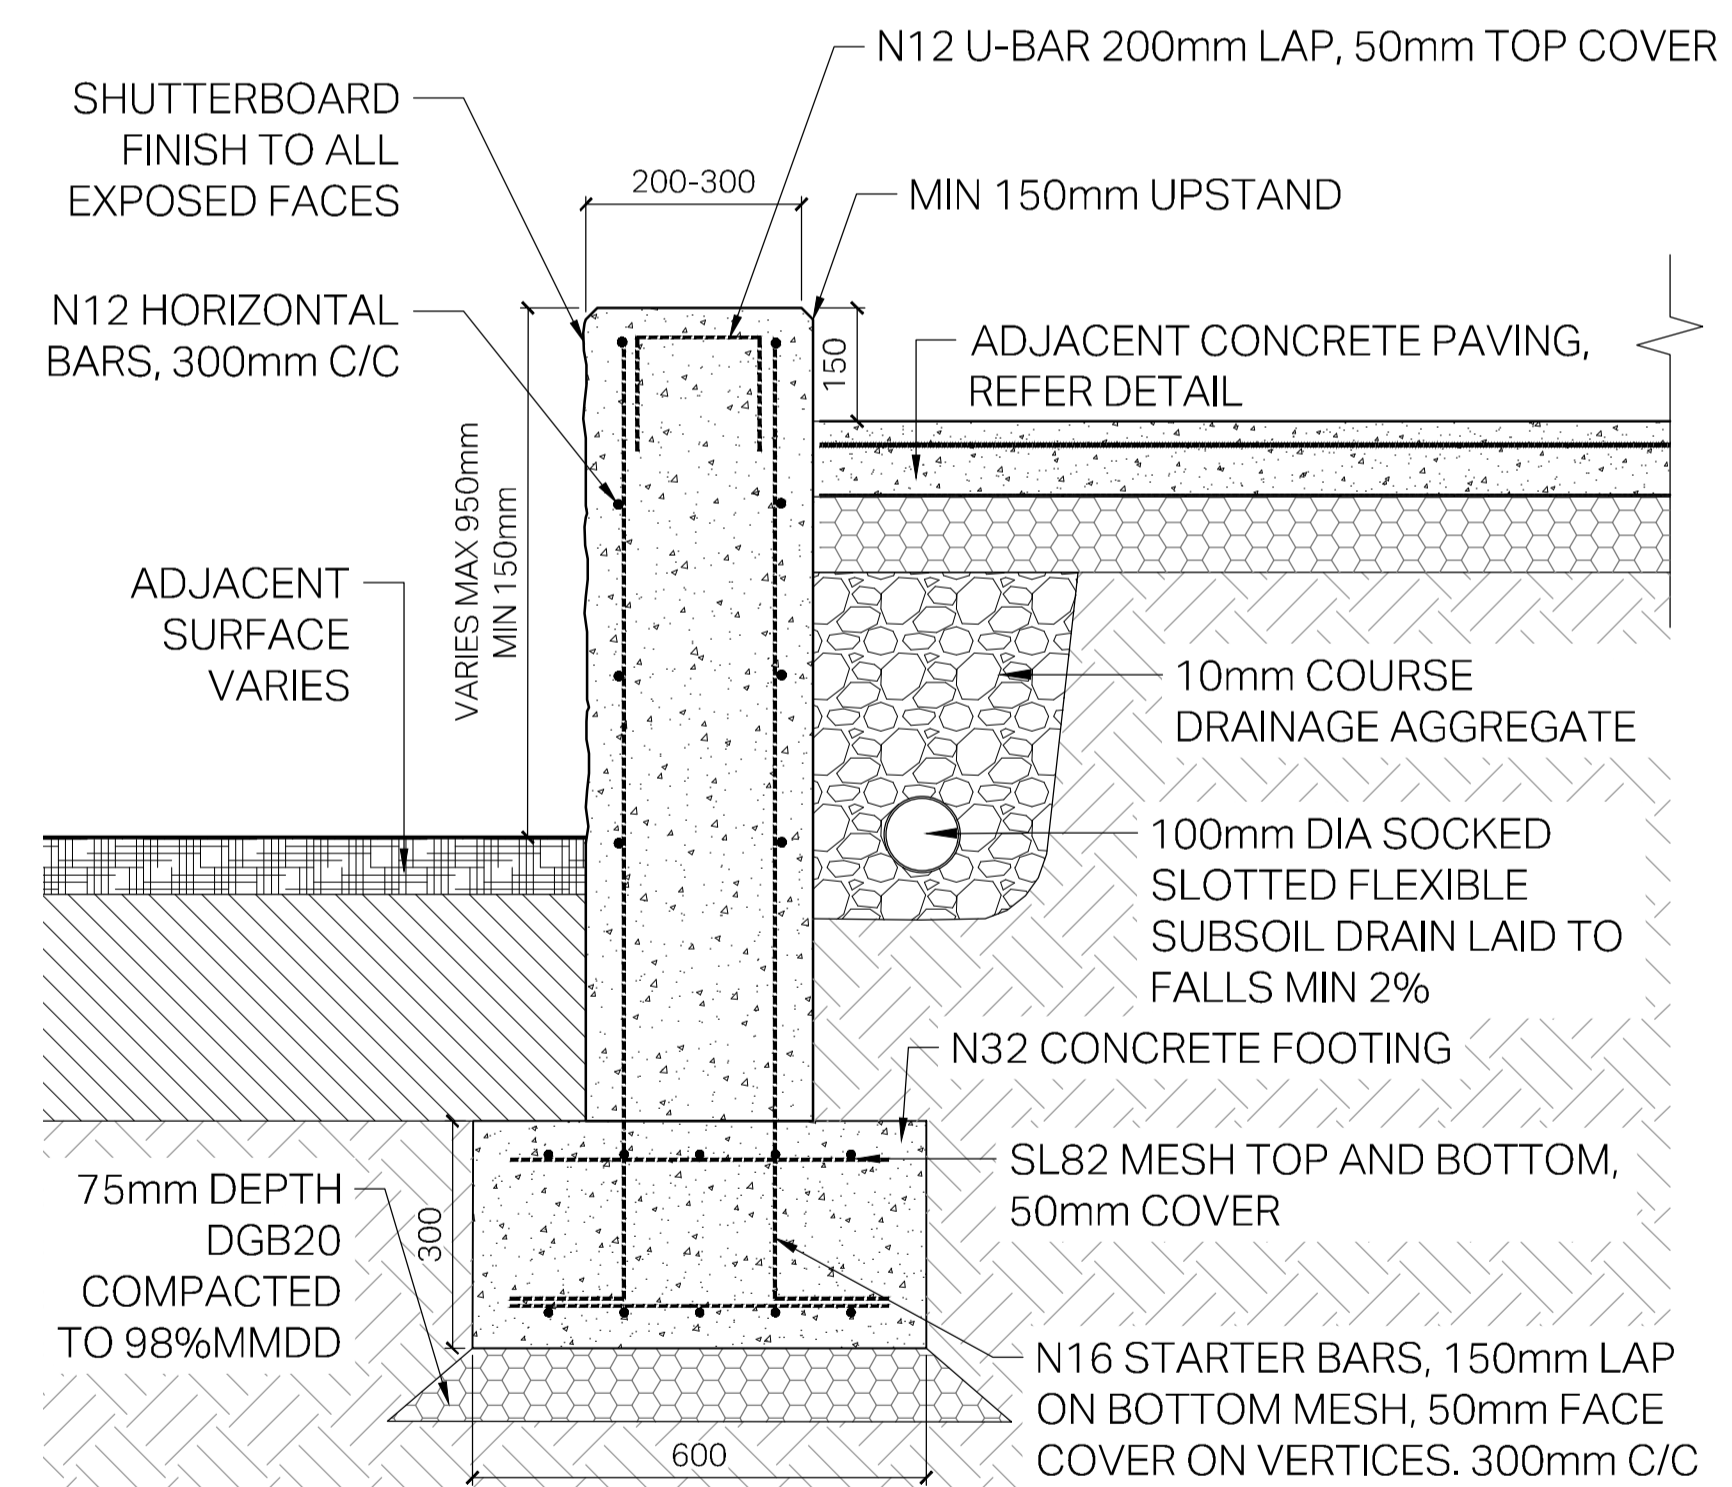 N12 U-BAR 200mm LAP, 50mm TOP COVER
SHUTTERBOARD
FINISH TO ALL
EXPOSED FACES
200-300
MIN 150mm UPSTAND
N12 HORIZONTAL
BARS, 300mm C/C
150
ADJACENT CONCRETE PAVING,
REFER DETAIL
VARIES MAX 950mm
MIN 150mm
ADJACENT
SURFACE
VARIES
10mm COURSE
DRAINAGE AGGREGATE
100mm DIA SOCKED
SLOTTED FLEXIBLE
SUBSOIL DRAIN LAID TO
FALLS MIN 2%
N32 CONCRETE FOOTING
SL82 MESH TOP AND BOTTOM,
50mm COVER
75mm DEPTH
DGB20
COMPACTED
TO 98%MMDD
300
N16 STARTER BARS, 150mm LAP
ON BOTTOM MESH, 50mm FACE
COVER ON VERTICES. 300mm C/C
600